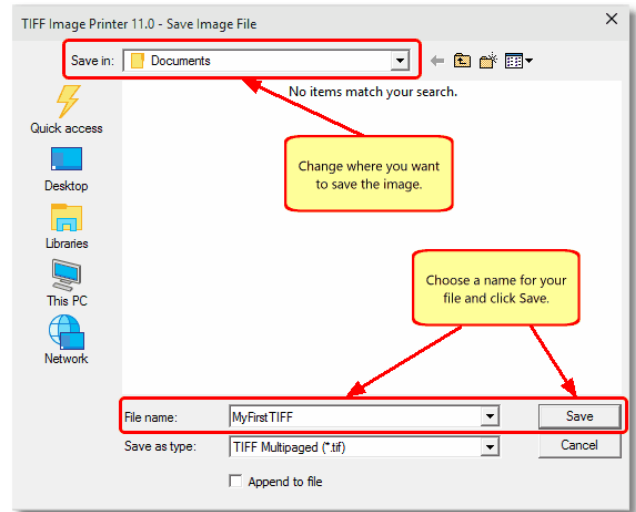 TIFF Image Printer 11.0 - Save Image File
Save in:
Documents
No items match your search.
Quick access
Desktop
Libraries
This PC
Network
Change where you want
to save the image.
Choose a name for your
file and click Save.
File name:
MyFirstTIFF
Save
Save as type:
TIFF Multipaged (*.tif)
Cancel
Append to file